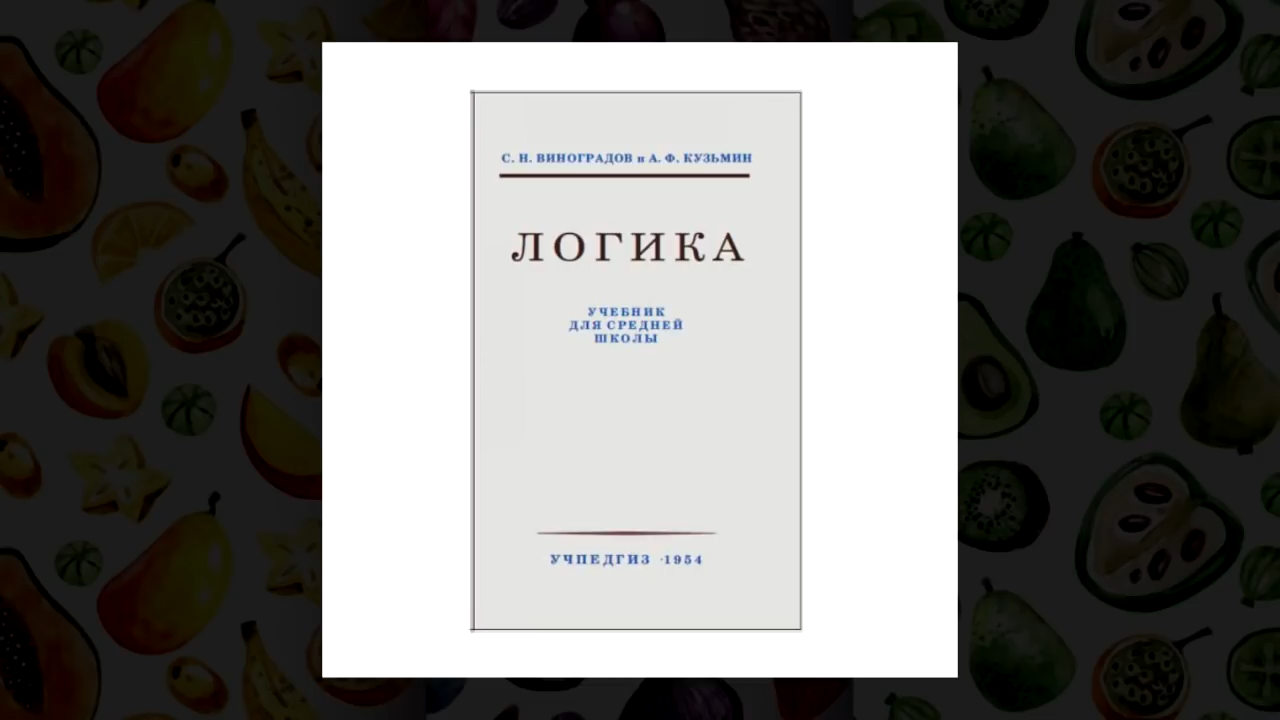 С. Н. ВИНОГРАДОВ и А. Ф. КУЗЬМИН
ЛОГИКА
УЧЕБНИК
ДЛЯ СРЕДНЕЙ
ШКОЛЫ
УЧПЕДГИЗ ·1954